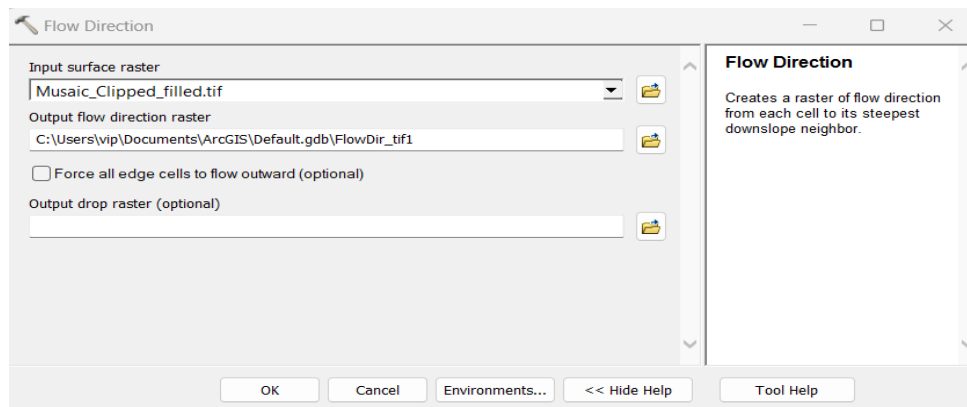 Flow Direction
Input surface raster
Musaic_Clipped_filled.tif
Output flow direction raster
C:\Users\vip\Documents\ArcGIS\Default.gdb\FlowDir_tif1
Force all edge cells to flow outward (optional)
Output drop raster (optional)
Flow Direction
Creates a raster of flow direction
from each cell to its steepest
downslope neighbor.
OK
Cancel
Environments...
<< Hide Help
Tool Help